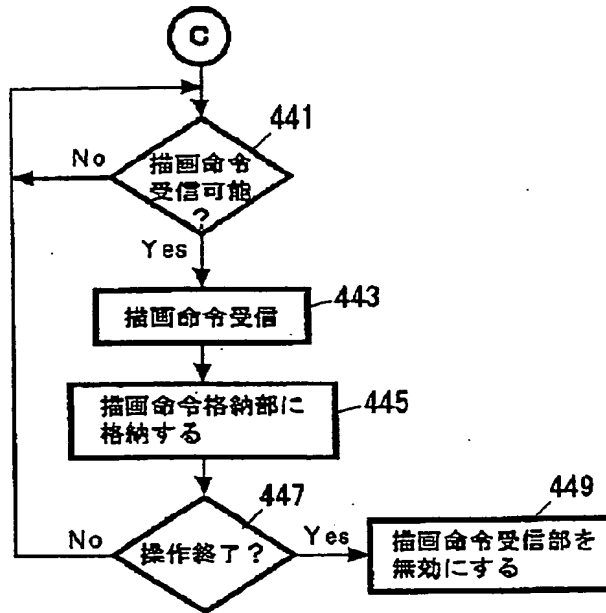 C
441
No
描画命令
受信可能
?
Yes
443
描画命令受信
445
描画命令格納部に
格納する
447
449
No
操作終了?
Yes
描画命令受信部を
無効にする